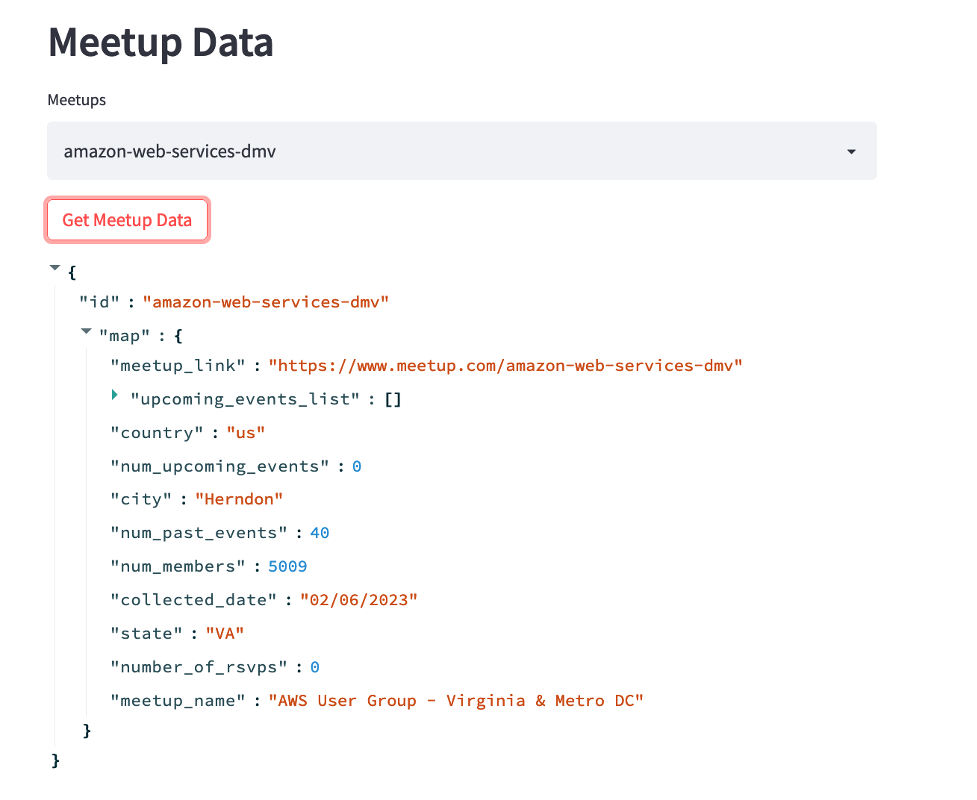 Meetup Data
Meetups
amazon-web-services-dmv
Get Meetup Data
{
"id" : "amazon-web-services-dmv"
"map" : {
"meetup_link" : "https://www.meetup.com/amazon-web-services-dmv"
"upcoming_events_list" : []
"country" : "us"
"num_upcoming_events" : 0
"city" : "Herndon"
"num_past_events" : 40
"num_members" : 5009
"collected_date" : "02/06/2023"
"state" : "VA"
"number_of_rsvps" : 0
"meetup_name" : "AWS User Group - Virginia & Metro DC"
}
}